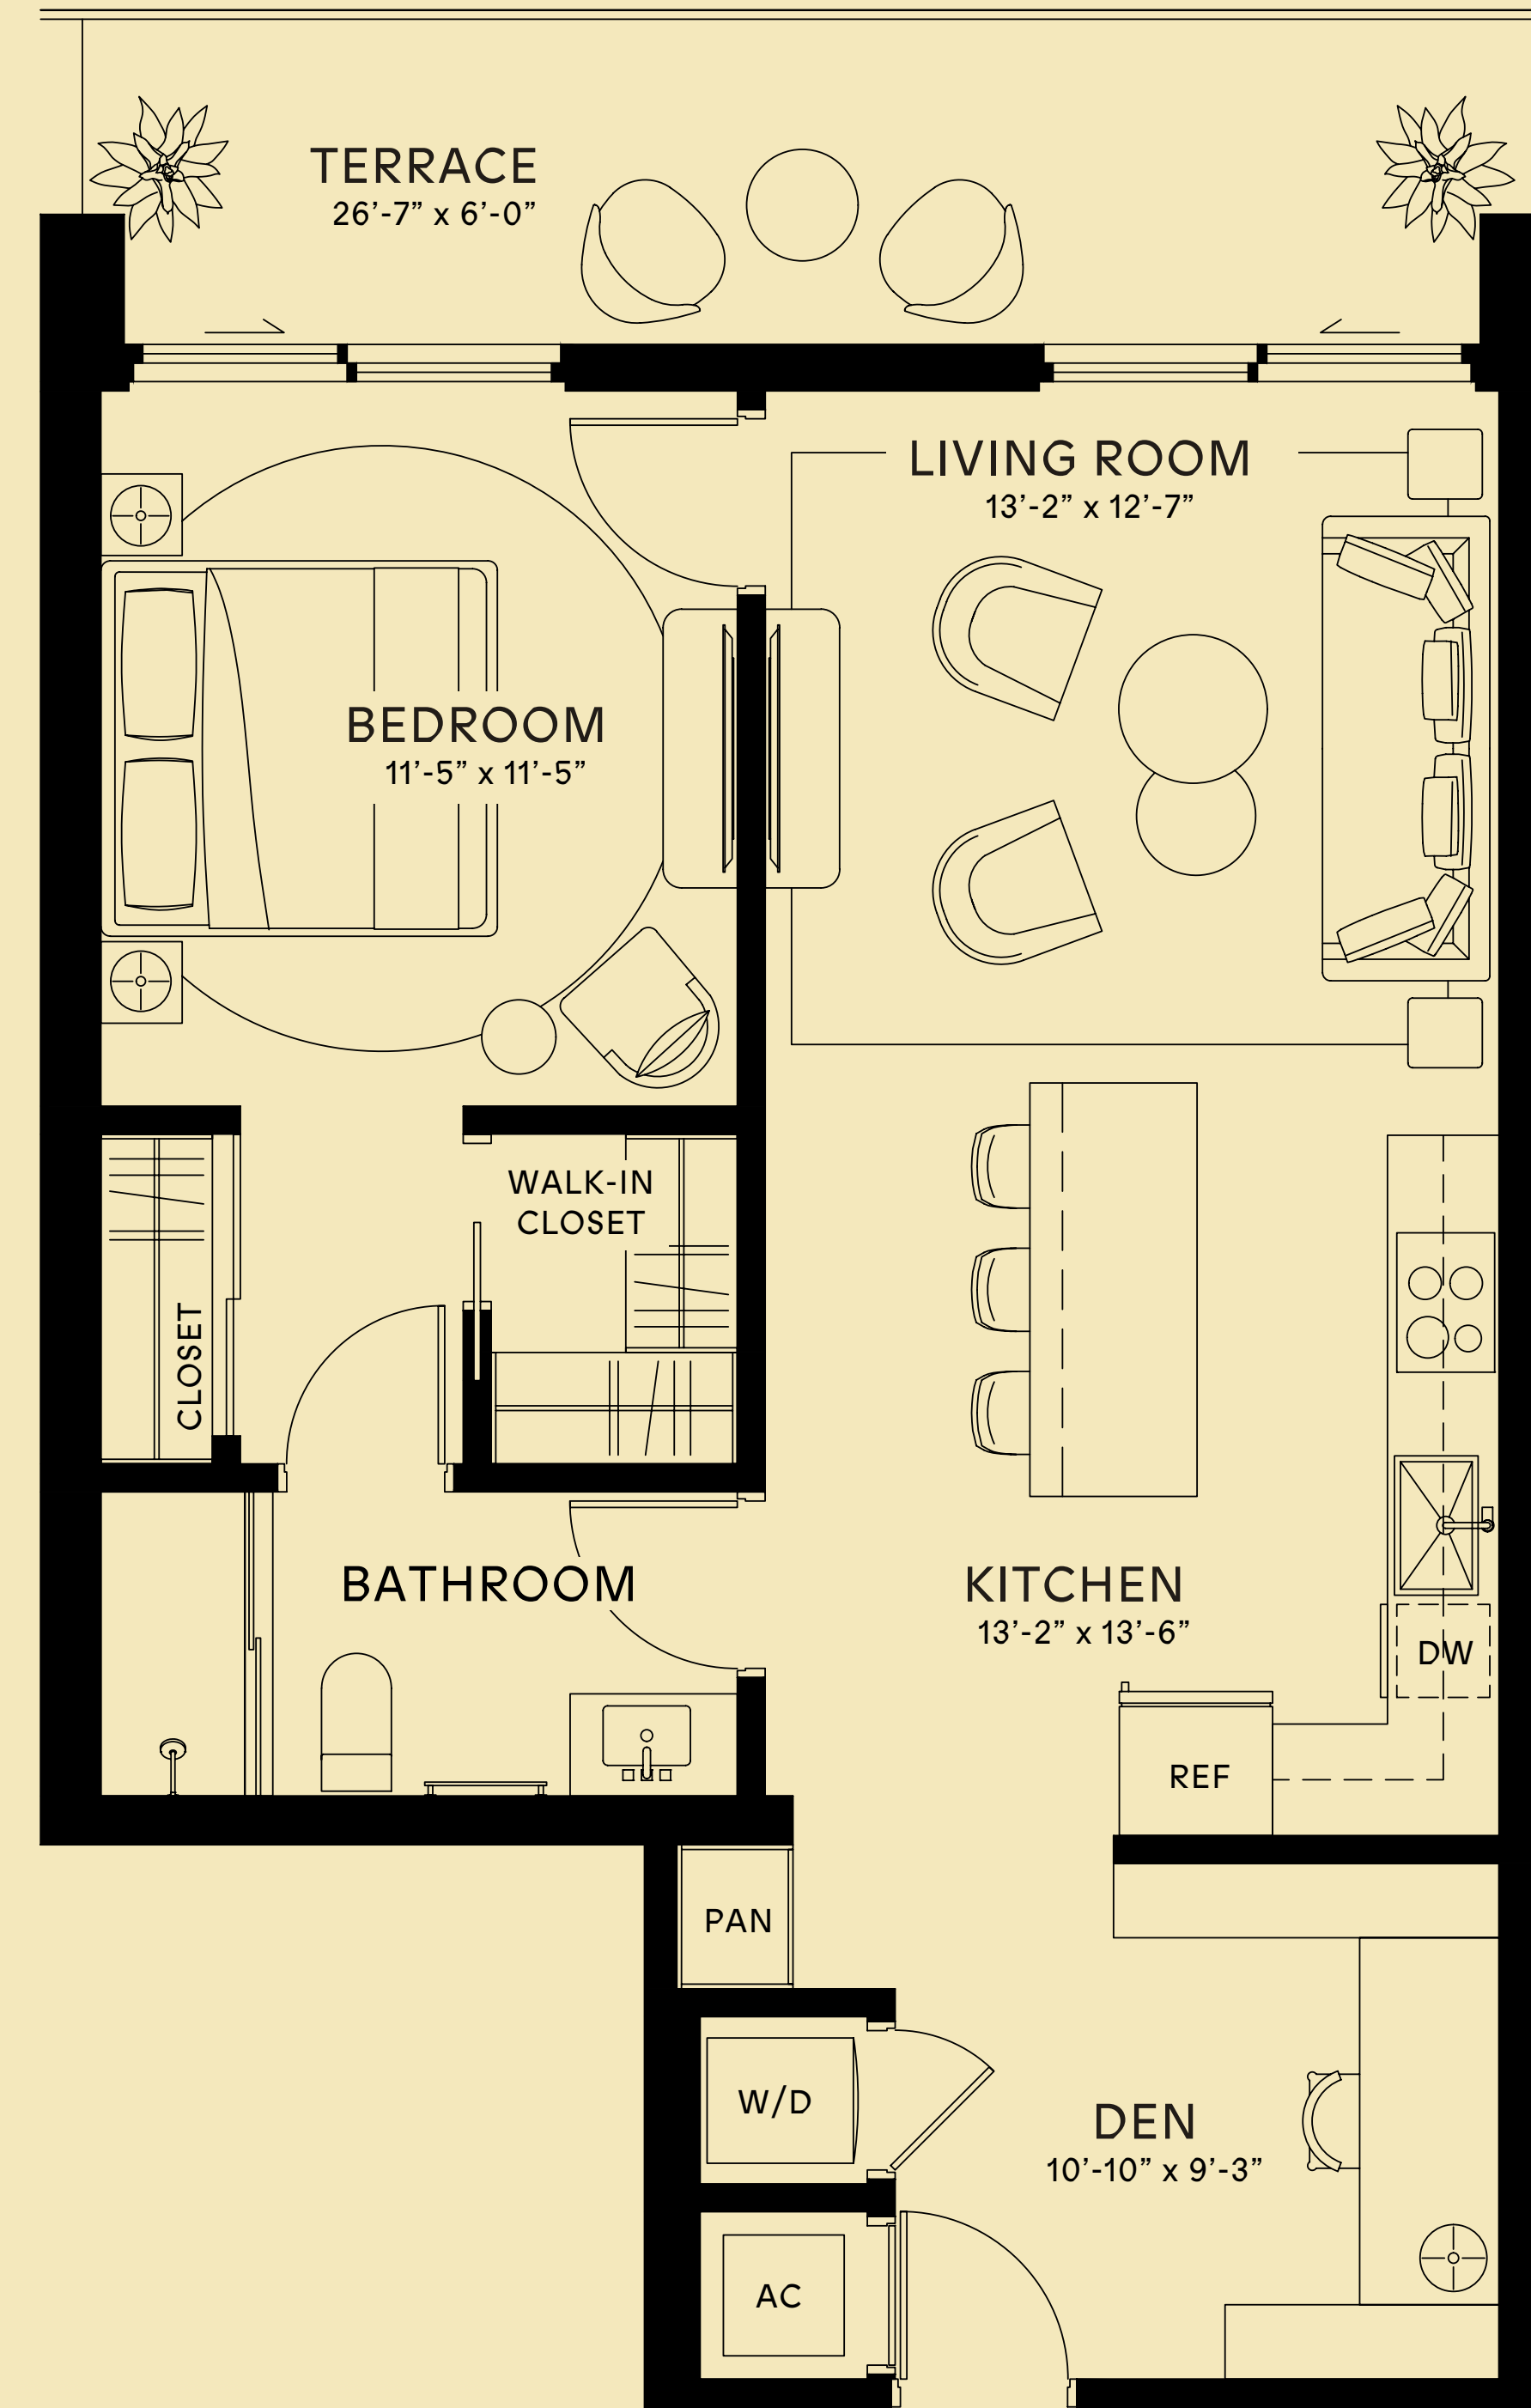 TERRACE
26’-7” x 6’-0”
LIVING ROOM
13’-2” x 12’-7”
BEDROOM
11’-5” x 11’-5”
WALK-IN
CLOSET
CLOSET
BATHROOM
KITCHEN
13’-2” x 13’-6”
DW
REF
PAN
W/D
DEN
10’-10” x 9’-3”
AC